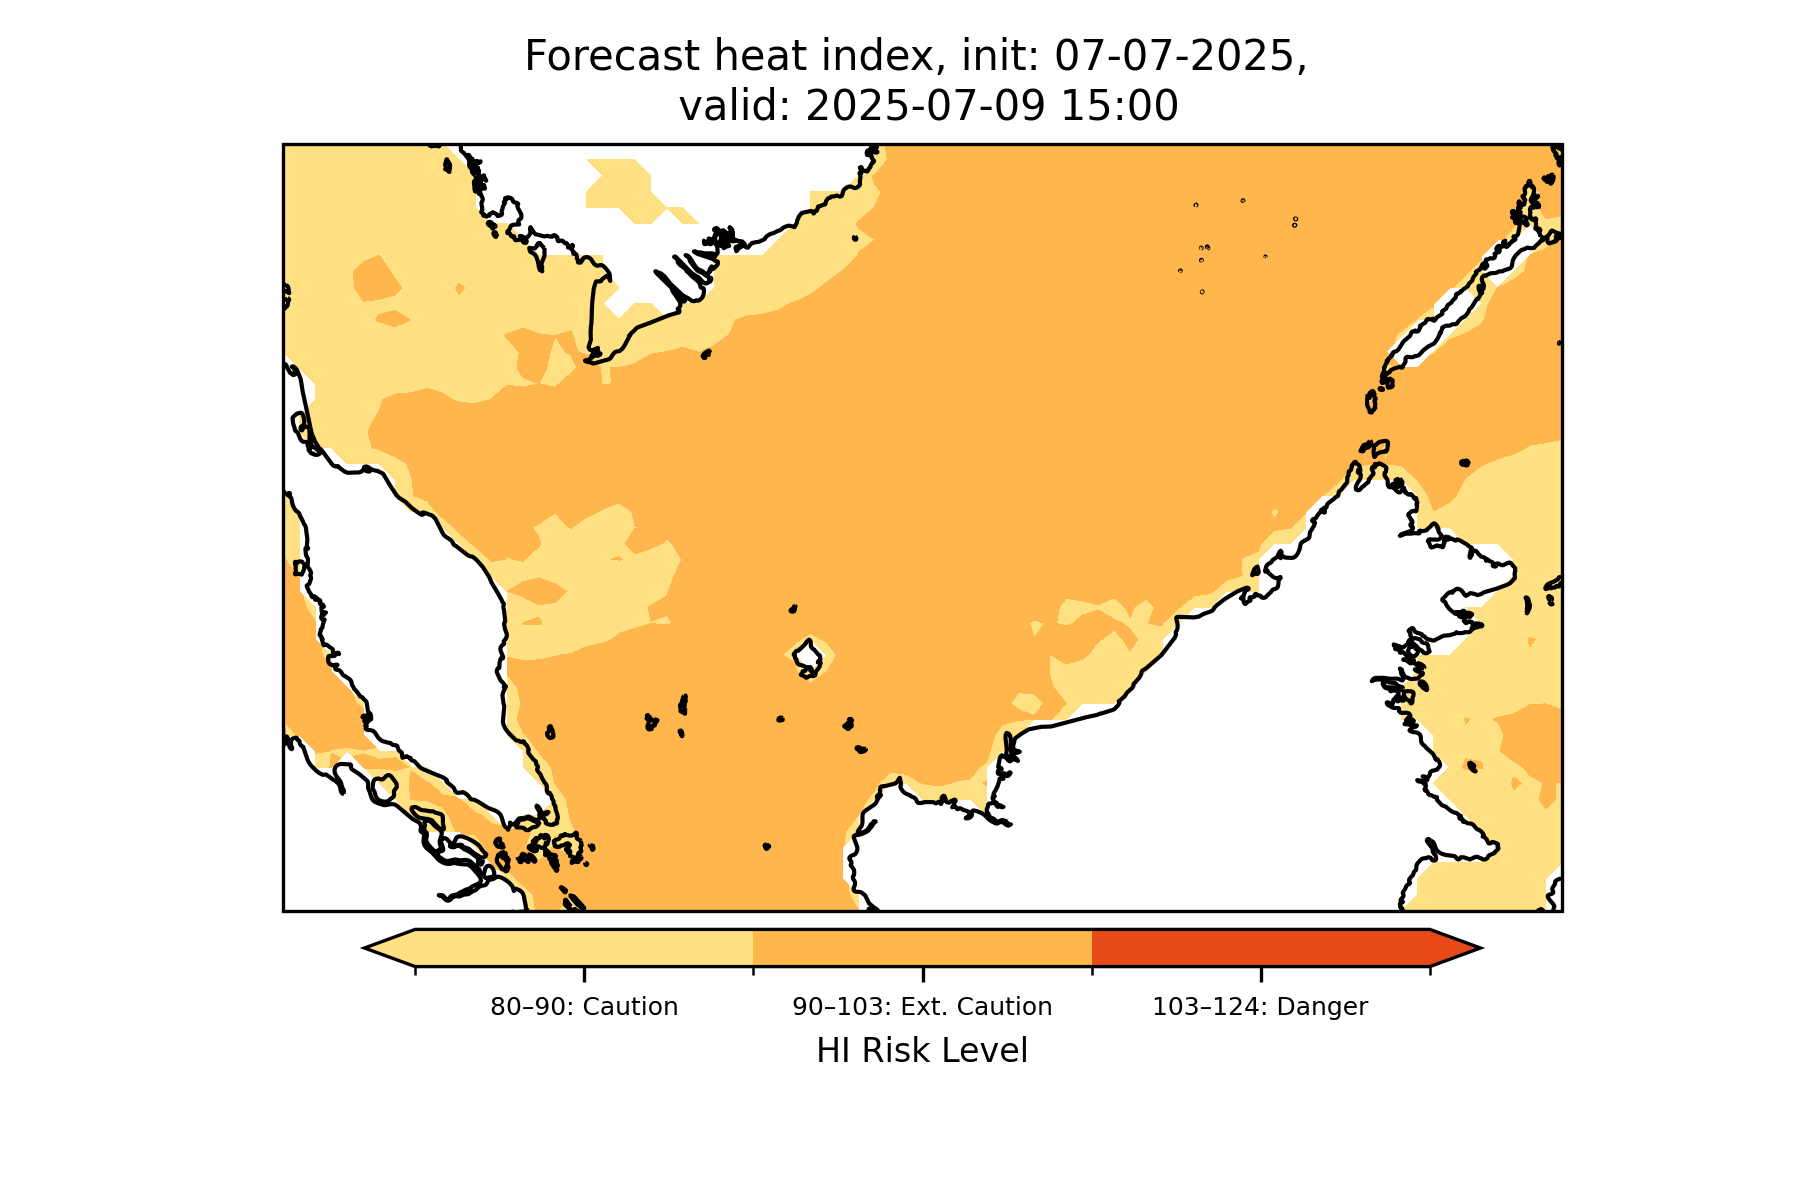 Forecast heat index, init: 07-07-2025,
valid: 2025-07-09 15:00
80–90: Caution
90–103: Ext. Caution
103–124: Danger
HI Risk Level